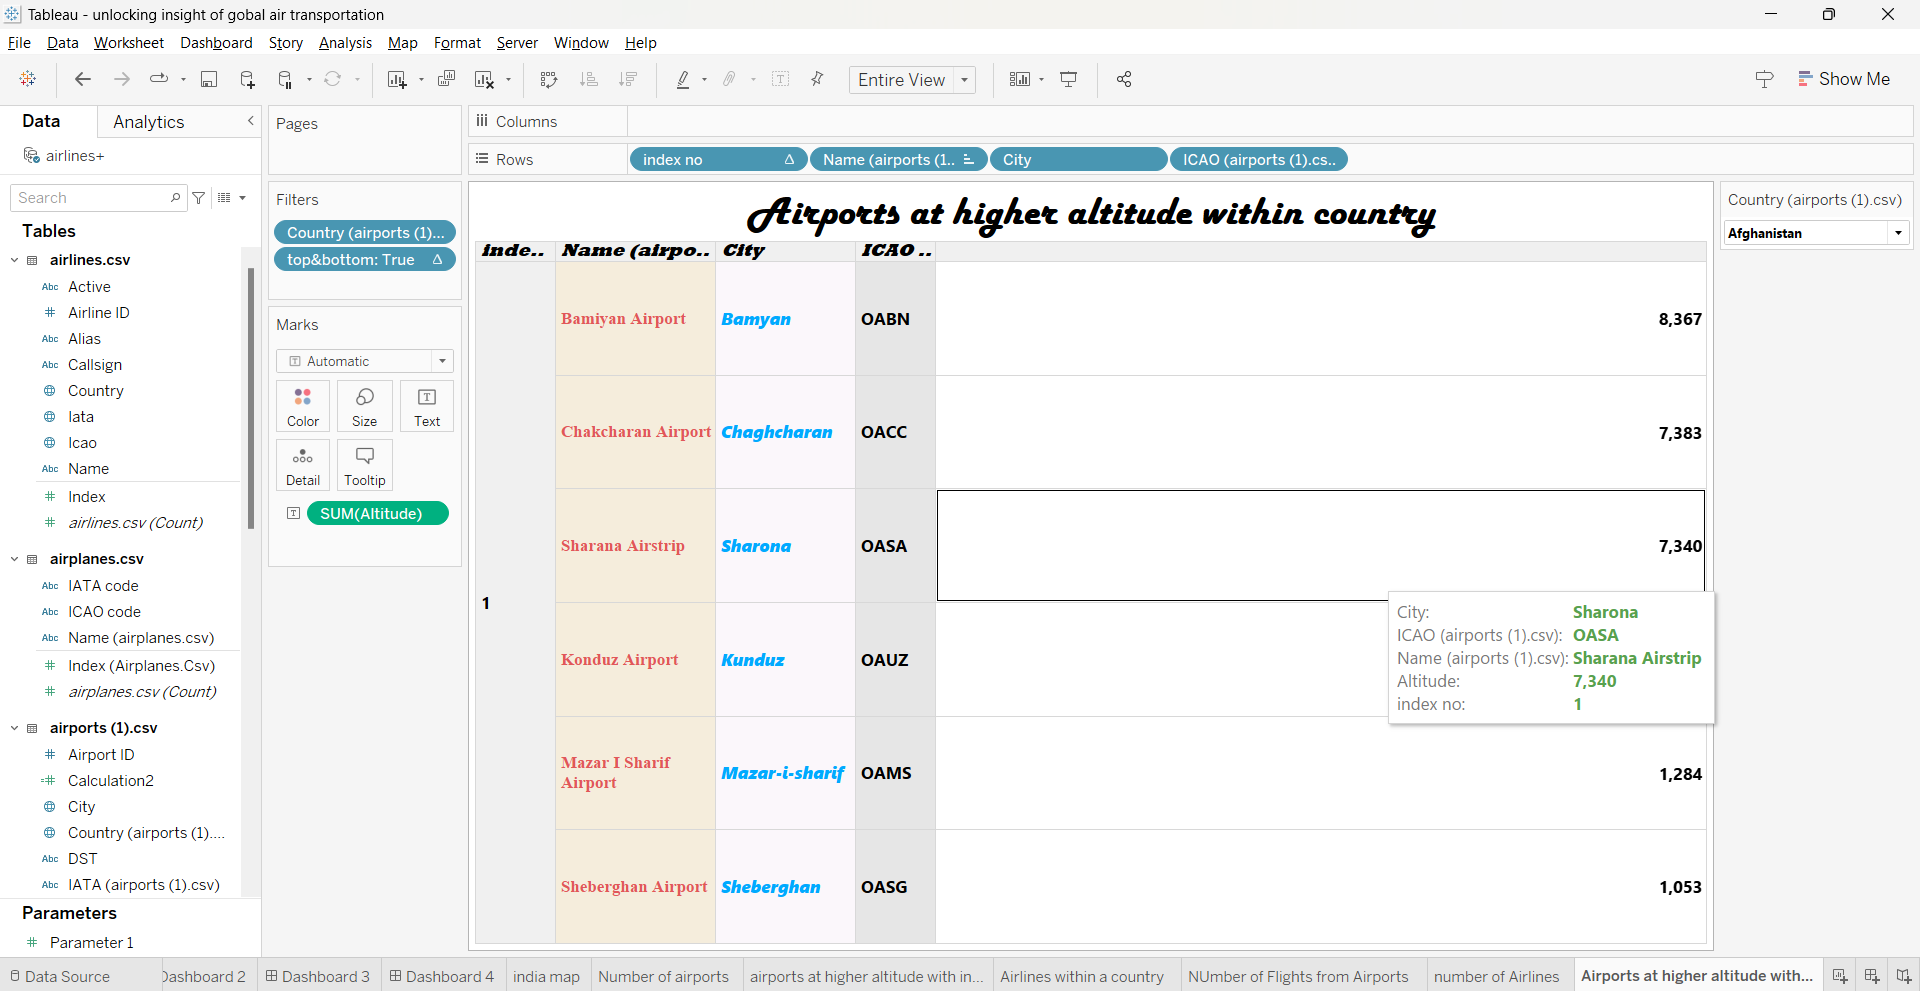 Tableau - unlocking insight of gobal air transportation
File Data Worksheet Dashboard Story Analysis Map Format Server Window Help
Entire View
Show Me
Data Analytics
airlines+
Search
Tables
airlines.csv
Abc Active
Airline ID
Abc Alias
Abc Callsign
Country
Iata
Icao
Abc Name
Index
airlines.csv (Count)
airplanes.csv
Abc IATA code
Abc ICAO code
Abc Name (airplanes.csv)
Index (Airplanes.Csv)
airplanes.csv (Count)
airports (1).csv
Airport ID
Calculation2
City
Country (airports (1)....
Abc DST
Abc IATA (airports (1).csv)
Parameters
Parameter 1
Pages
Filters
Country (airports (1)...
top&bottom: True
Marks
Automatic
Color Size Text
Detail Tooltip
SUM(Altitude)
Columns
Rows index no Name (airports (1.. City ICAO (airports (1).cs..
Airports at higher altitude within country
inde.. Name (airpo.. City ICAO ..
1
Bamiyan Airport Bamyan OABN 8,367
Chakcharan Airport Chaghcharan OACC 7,383
Sharana Airstrip Sharona OASA 7,340
Konduz Airport Kunduz OAUZ
Mazar I Sharif
Airport Mazar-i-sharif OAMS 1,284
Sheberghan Airport Sheberghan OASG 1,053
City: Sharona
ICAO (airports (1).csv): OASA
Name (airports (1).csv): Sharana Airstrip
Altitude: 7,340
index no: 1
Country (airports (1).csv)
Afghanistan
Data Source Dashboard 2 Dashboard 3 Dashboard 4 india map Number of airports airports at higher altitude with in... Airlines within a country NUmber of Flights from Airports number of Airlines Airports at higher altitude with...